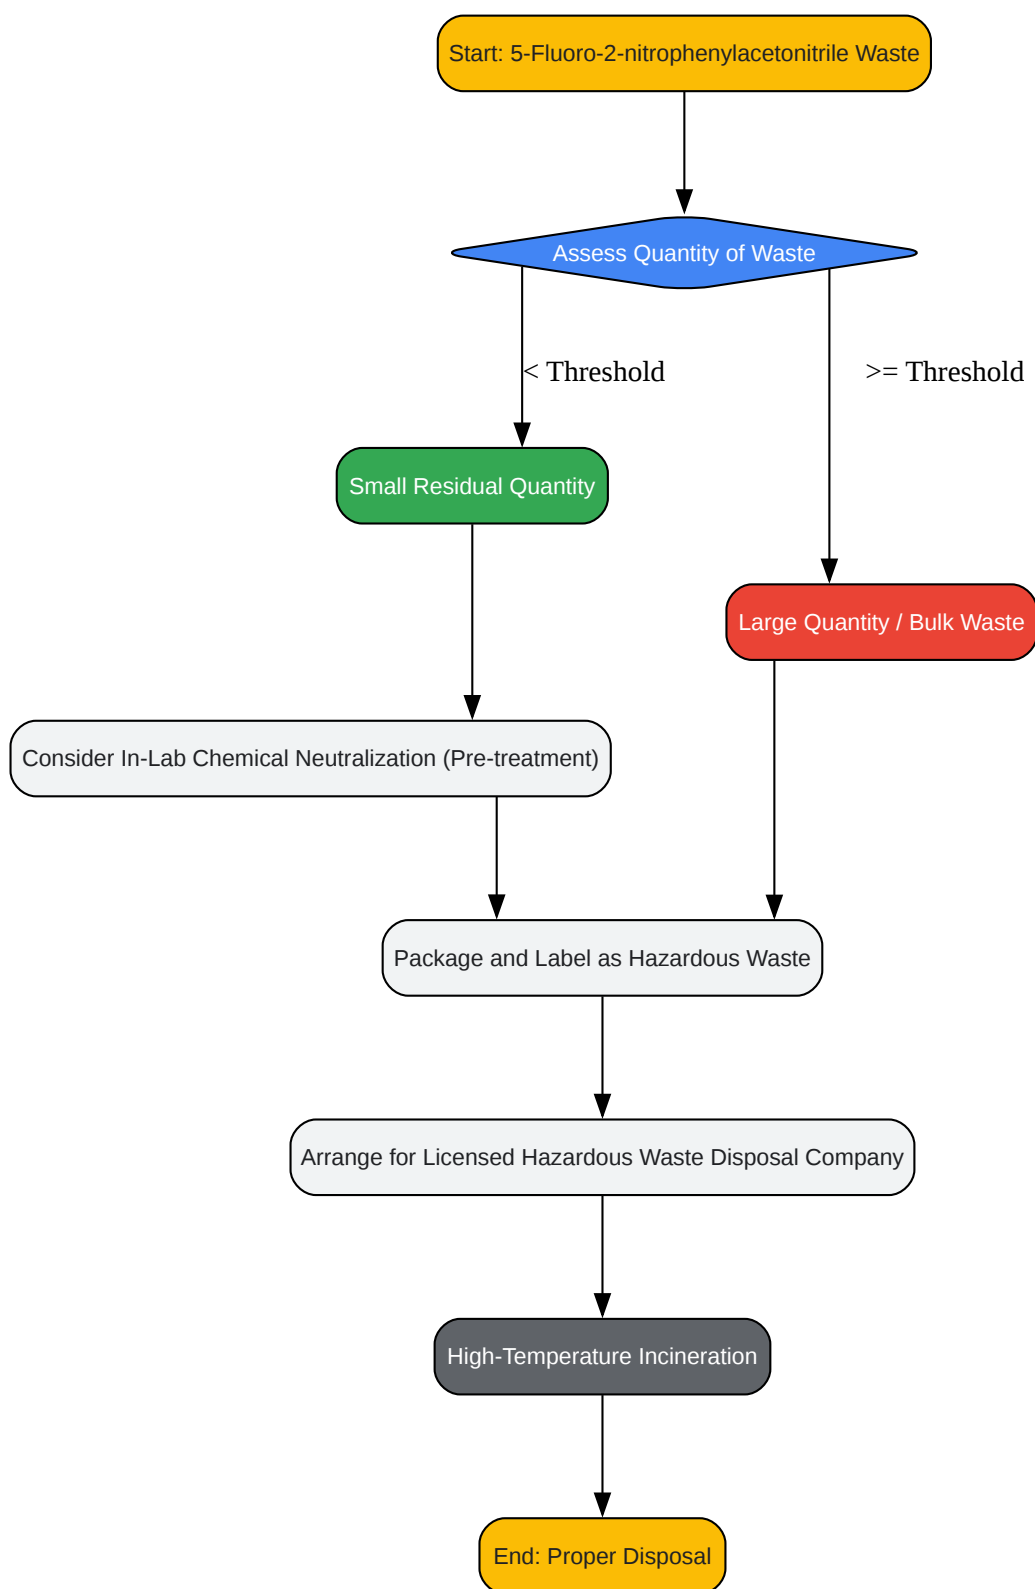 Start: 5-Fluoro-2-nitrophenylacetonitrile Waste
Assess Quantity of Waste
< Threshold
>= Threshold
Small Residual Quantity
Large Quantity / Bulk Waste
Consider In-Lab Chemical Neutralization (Pre-treatment)
Package and Label as Hazardous Waste
Arrange for Licensed Hazardous Waste Disposal Company
High-Temperature Incineration
End: Proper Disposal